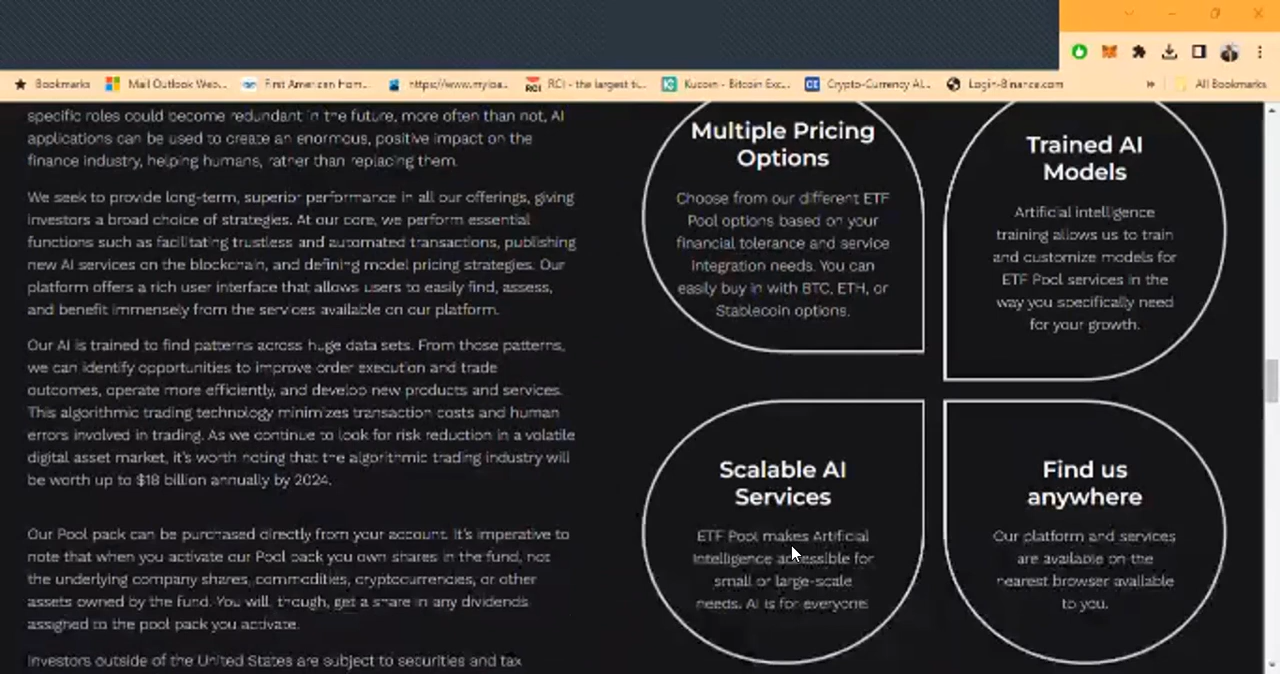 Bookmarks
Mail Outlook Web...
First American Hom...
https://www.myloa...
RCI - the largest ti...
Kucoin - Bitcoin Exc...
Crypto-Currency AI...
Login-Binance.com
»
All Bookmarks
specific roles could become redundant in the future, more often than not, AI
applications can be used to create an enormous, positive impact on the
finance industry, helping humans, rather than replacing them.
We seek to provide long-term, superior performance in all our offerings, giving
investors a broad choice of strategies. At our core, we perform essential
functions such as facilitating trustless and automated transactions, publishing
new AI services on the blockchain, and defining model pricing strategies. Our
platform offers a rich user interface that allows users to easily find, assess,
and benefit immensely from the services available on our platform.
Our AI is trained to find patterns across huge data sets. From those patterns,
we can identify opportunities to improve order execution and trade
outcomes, operate more efficiently, and develop new products and services.
This algorithmic trading technology minimizes transaction costs and human
errors involved in trading. As we continue to look for risk reduction in a volatile
digital asset market, it's worth noting that the algorithmic trading industry will
be worth up to $18 billion annually by 2024.
Our Pool pack can be purchased directly from your account. It's imperative to
note that when you activate our Pool pack you own shares in the fund, not
the underlying company shares, commodities, cryptocurrencies, or other
assets owned by the fund. You will, though, get a share in any dividends
assigned to the pool pack you activate.
Investors outside of the United States are subject to securities and tax
Multiple Pricing
Options
Choose from our different ETF
Pool options based on your
financial tolerance and service
Integration needs. You can
easily buy in with BTC, ETH, or
Stablecoin options.
Trained AI
Models
Artificial intelligence
training allows us to train
and customize models for
ETF Pool services in the
way you specifically need
for your growth.
Scalable AI
Services
ETF Pool makes Artificial
Intelligence accessible for
small or large-scale
needs. AI is for everyone
Find us
anywhere
Our platform and services
are available on the
nearest browser available
to you.